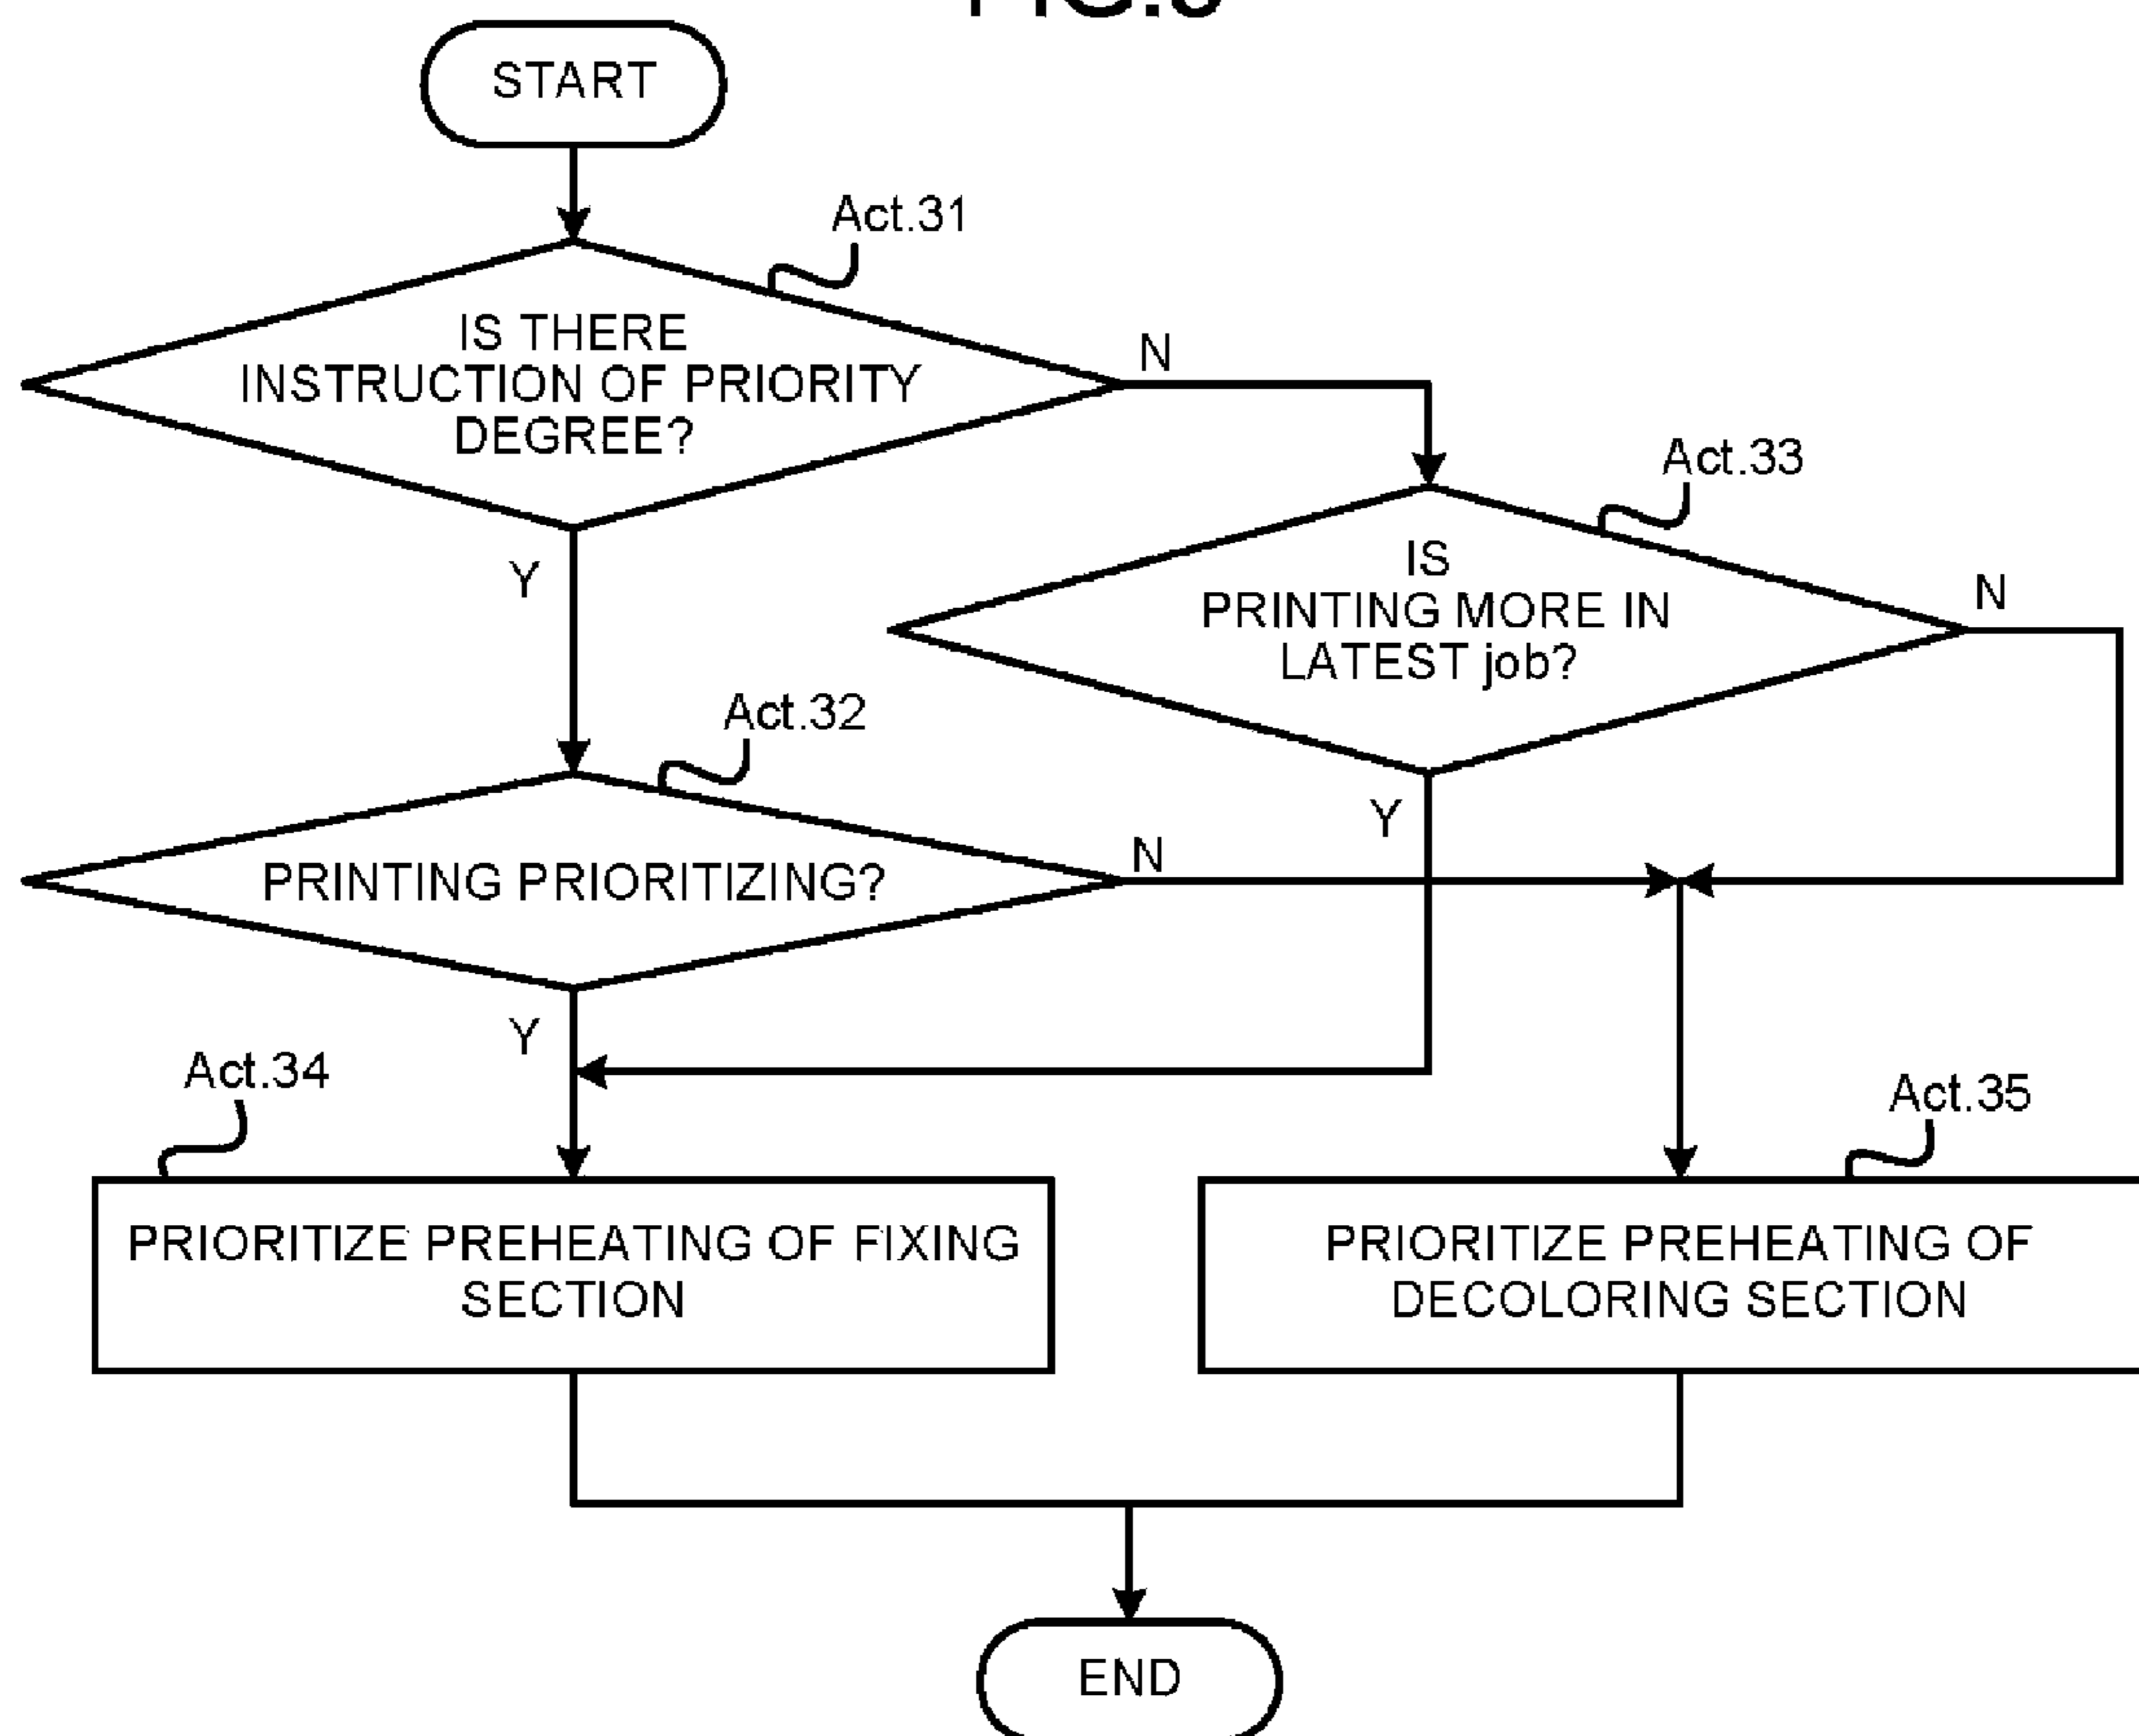 START
Act.31
IS THERE
INSTRUCTION OF PRIORITY
DEGREE?
N
Y
Act.33
IS
PRINTING MORE IN
LATEST job?
N
Y
Act.32
PRINTING PRIORITIZING?
N
Y
Act.34
PRIORITIZE PREHEATING OF FIXING
SECTION
Act.35
PRIORITIZE PREHEATING OF
DECOLORING SECTION
END